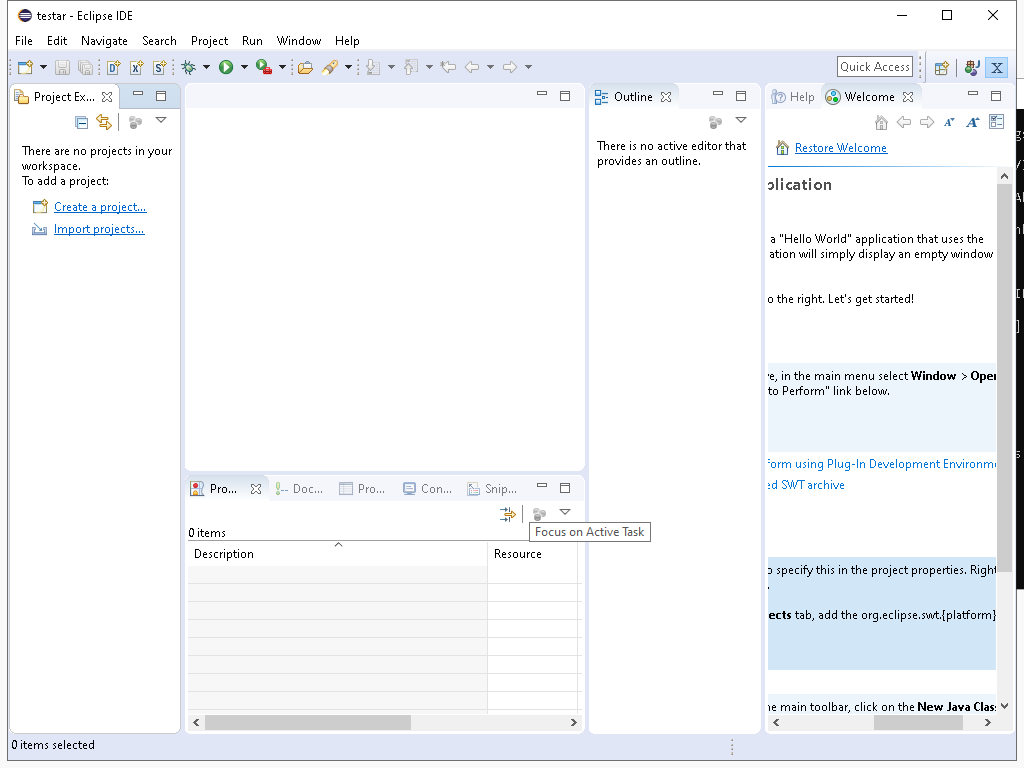 testar - Eclipse IDE
File Edit Navigate Search Project Run Window Help
Quick Access
Project Ex...
There are no projects in your
workspace.
To add a project:
Create a project...
Import projects...
Outline
There is no active editor that
provides an outline.
Help
Welcome
Restore Welcome
plication
a "Hello World" application that uses the
ation will simply display an empty window
o the right. Let's get started!
e, in the main menu select Window > Oper
to Perform" link below.
form using Plug-In Development Environme
ed SWT archive
o specify this in the project properties. Right
ects tab, add the org.eclipse.swt.{platform}
e main toolbar, click on the New Java Clas
Pro... Doc... Pro... Con... Snip...
Focus on Active Task
0 items
Description Resource
0 items selected